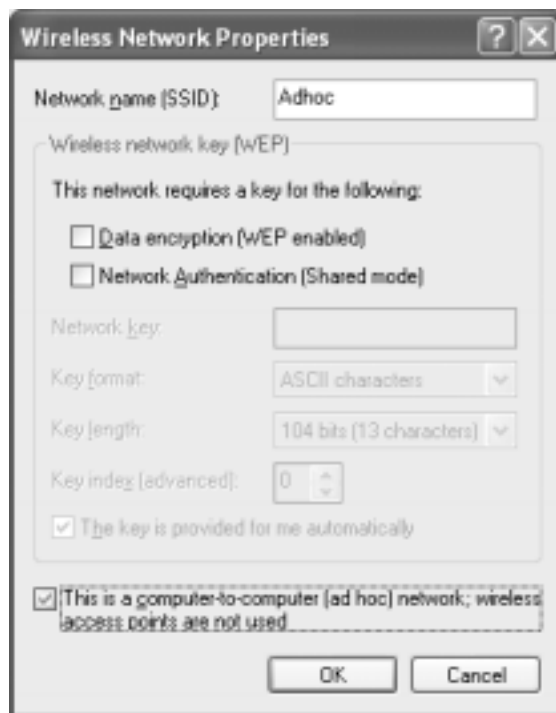 Wireless Network Properties
Network name (SSID): Adhoc
Wireless network key (WEP)
This network requires a key for the following:
Data encryption (WEP enabled)
Network Authentication (Shared mode)
Network key:
Key format: ASCII characters
Key length: 104 bits (13 characters)
Key index (advanced): 0
The key is provided for me automatically
This is a computer-to-computer (ad hoc) network; wireless
access points are not used
OK Cancel